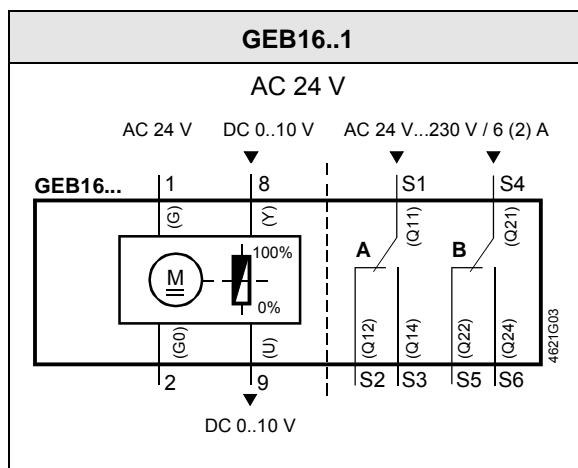 GEB16..1
AC 24 V
AC 24 V DC 0..10 V AC 24 V...230 V / 6 (2) A
GEB16... 1 8 S1 S4
(G) (Y) (Q11) (Q21)
A B
100%
M
0%
(G0) (U) (Q12) (Q14) (Q22) (Q24)
4621G03
2 9 S2 S3 S5 S6
DC 0..10 V